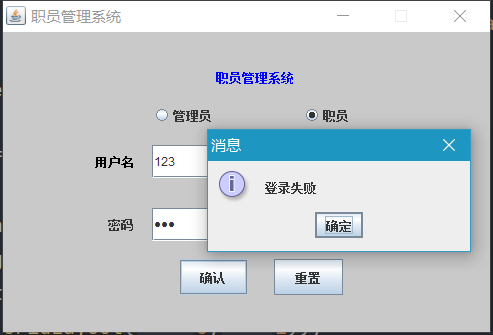 职员管理系统
职员管理系统
管理员 职员
消息
用户名 123
登录失败
密码 •••
确定
确认 重置